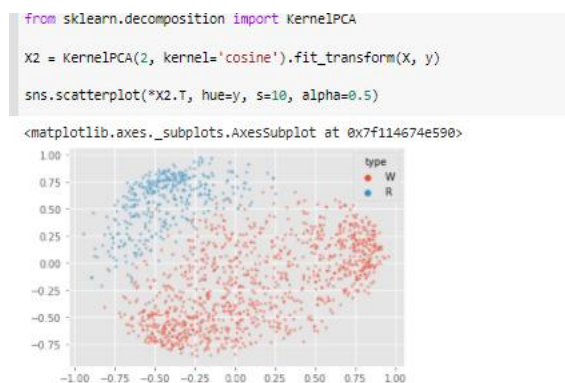 from sklearn.decomposition import KernelPCA
X2 = KernelPCA(2, kernel='cosine').fit_transform(X, y)
sns.scatterplot(*X2.T, hue=y, s=10, alpha=0.5)
<matplotlib.axes._subplots.AxesSubplot at 0x7f114674e590>
1.00
type
W
R
0.75
0.50
0.25
0.00
−0.25
−0.50
−0.75
−1.00 −0.75 −0.50 −0.25 0.00 0.25 0.50 0.75 1.00